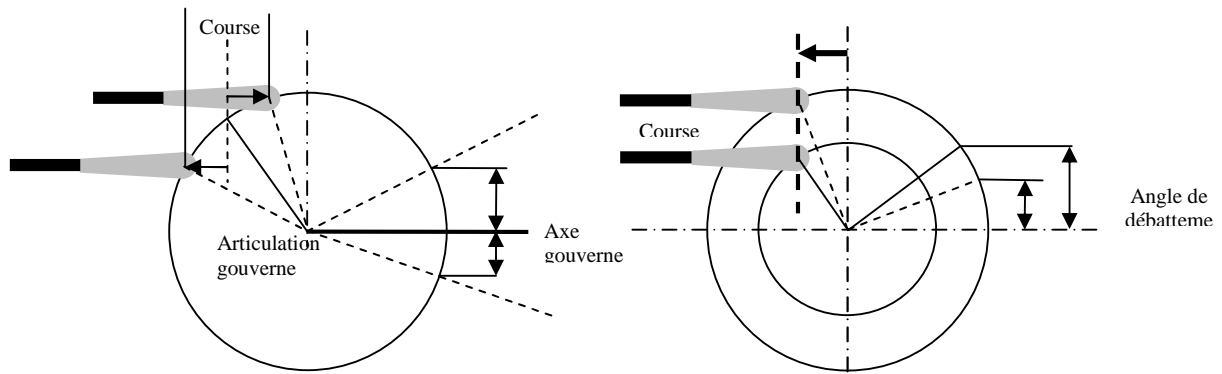 Course
Articulation
gouverne
Axe
gouverne
Course
Angle de
débatteme